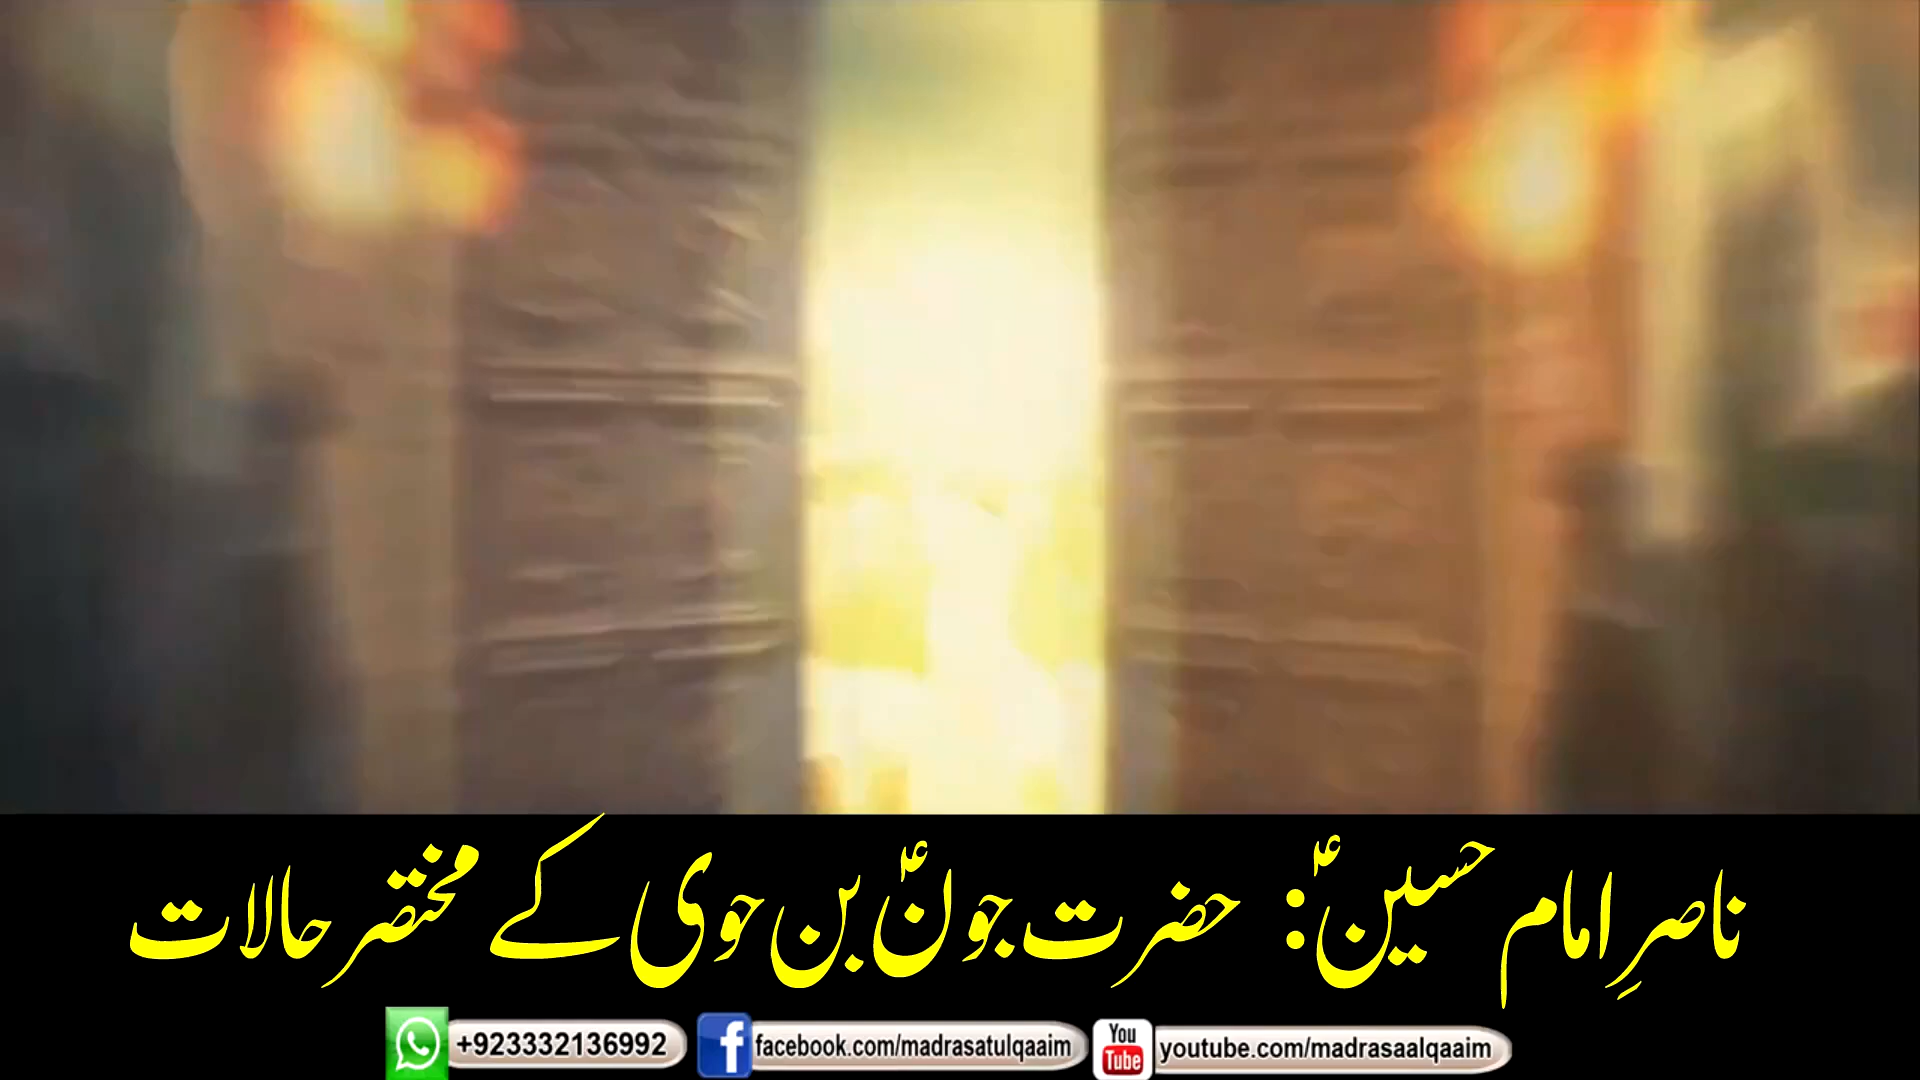 ناصرِ امام حسینؑ: حضرت جونؑ بن حوی کے مختصر حالات
+923332136992
facebook.com/madrasatulqaaim
You Tube
youtube.com/madrasaalqaaim